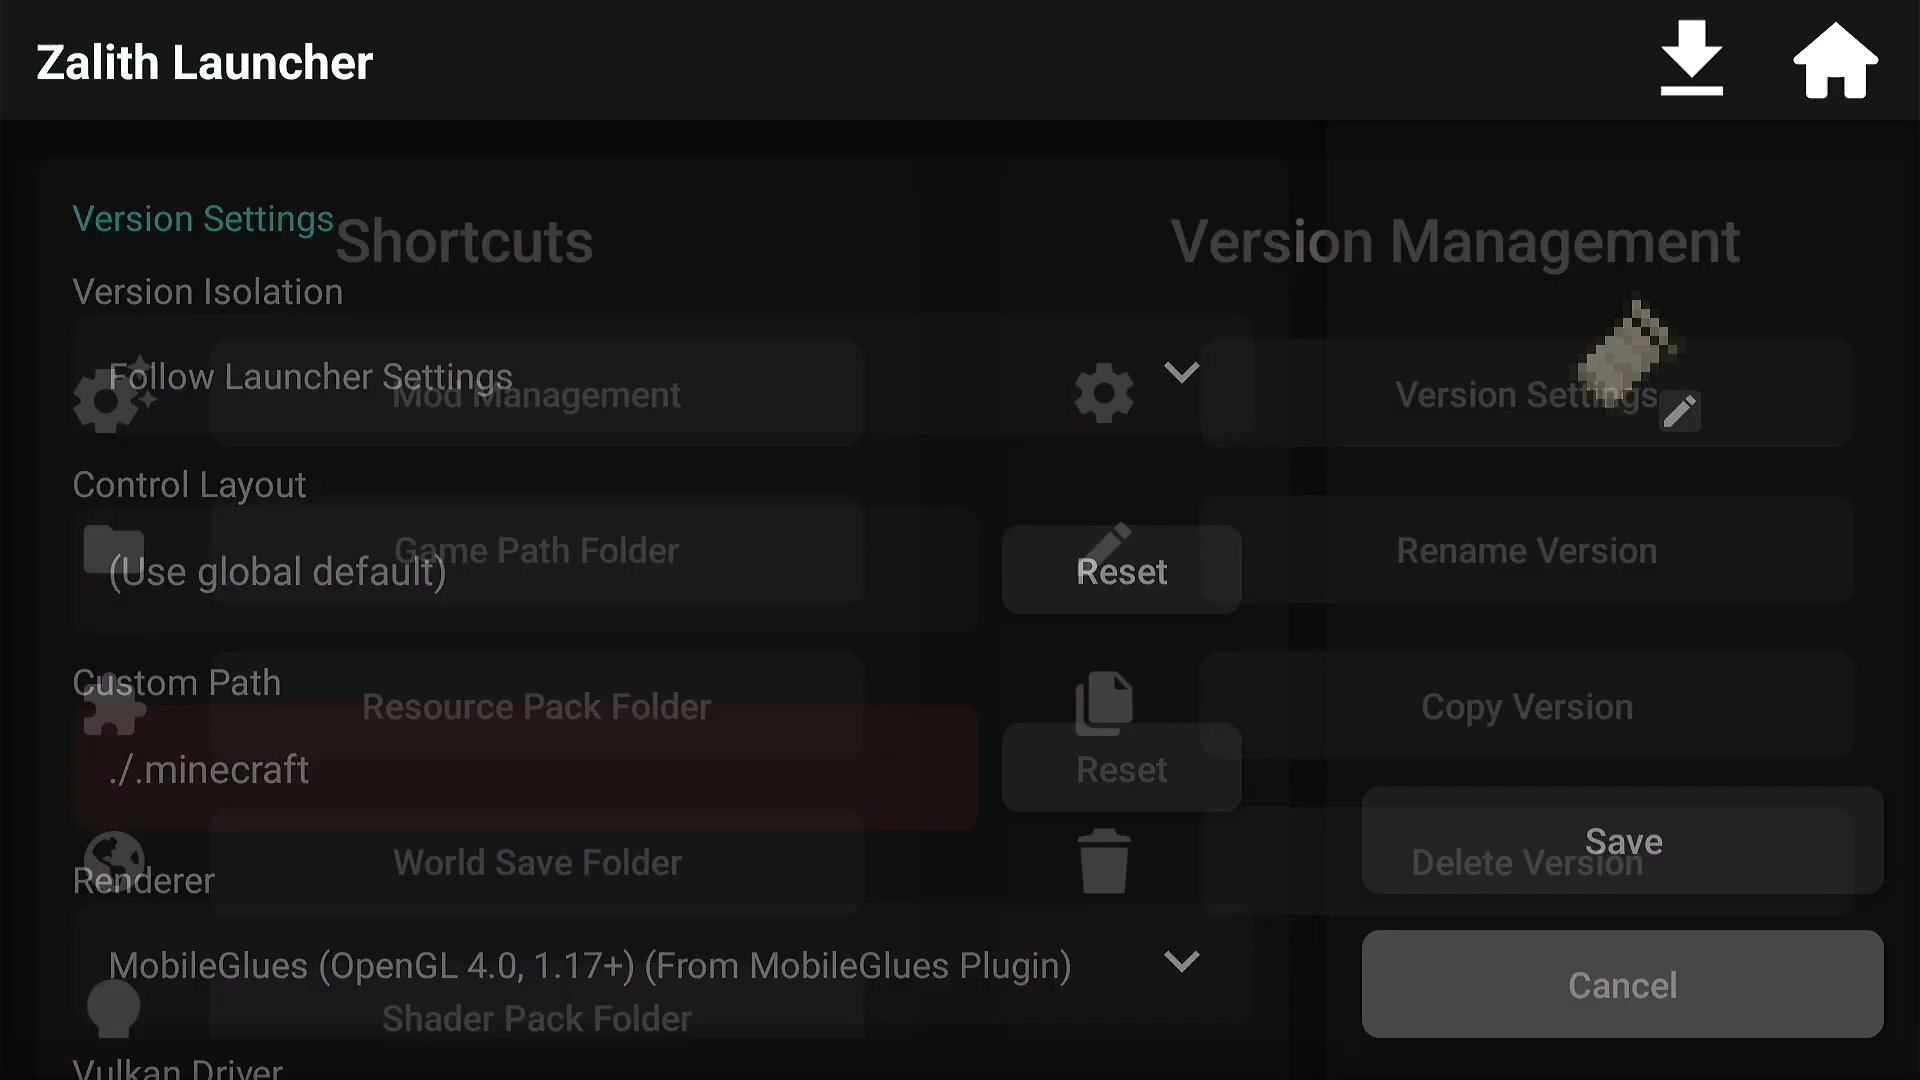 Zalith Launcher
Version Settings
Shortcuts
Version Management
Version Isolation
Follow Launcher Settings
Mod Management
Version Settings
Control Layout
(Use global default)
Game Path Folder
Reset
Rename Version
Custom Path
Resource Pack Folder
Copy Version
./.minecraft
Reset
Save
World Save Folder
Delete Version
Renderer
MobileGlues (OpenGL 4.0, 1.17+) (From MobileGlues Plugin)
Cancel
Shader Pack Folder
Vulkan Driver